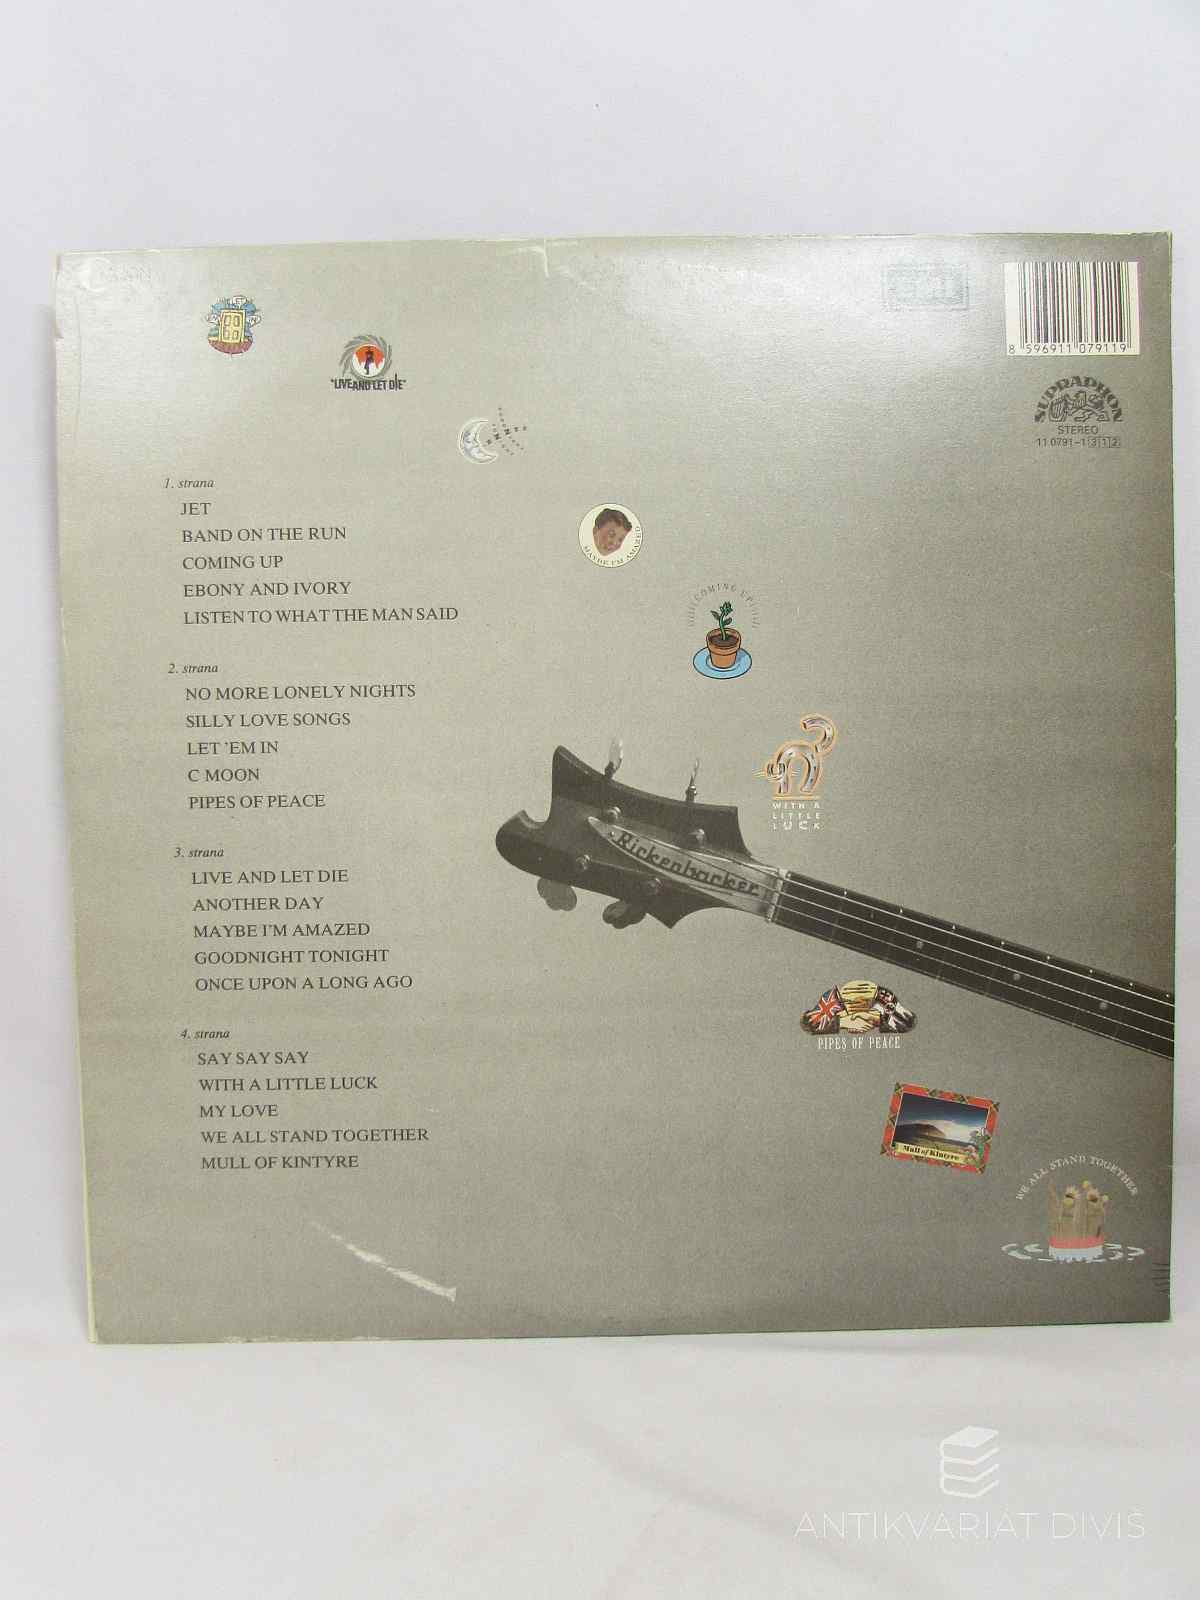 8 596911 079119
SUPRAPHON
STEREO
11 0791-1 312
"LIVE AND LET DIE"
1. strana
JET
BAND ON THE RUN
COMING UP
EBONY AND IVORY
LISTEN TO WHAT THE MAN SAID
2. strana
NO MORE LONELY NIGHTS
SILLY LOVE SONGS
LET 'EM IN
C MOON
PIPES OF PEACE
3. strana
LIVE AND LET DIE
ANOTHER DAY
MAYBE I'M AMAZED
GOODNIGHT TONIGHT
ONCE UPON A LONG AGO
4. strana
SAY SAY SAY
WITH A LITTLE LUCK
MY LOVE
WE ALL STAND TOGETHER
MULL OF KINTYRE
MAYBE I'M AMAZED
COMING UP
WITH A
LITTLE
LUCK
Rickenbacker
PIPES OF PEACE
Mull of Kintyre
WE ALL STAND TOGETHER
ANTIKVARIÁT DIVIŠ